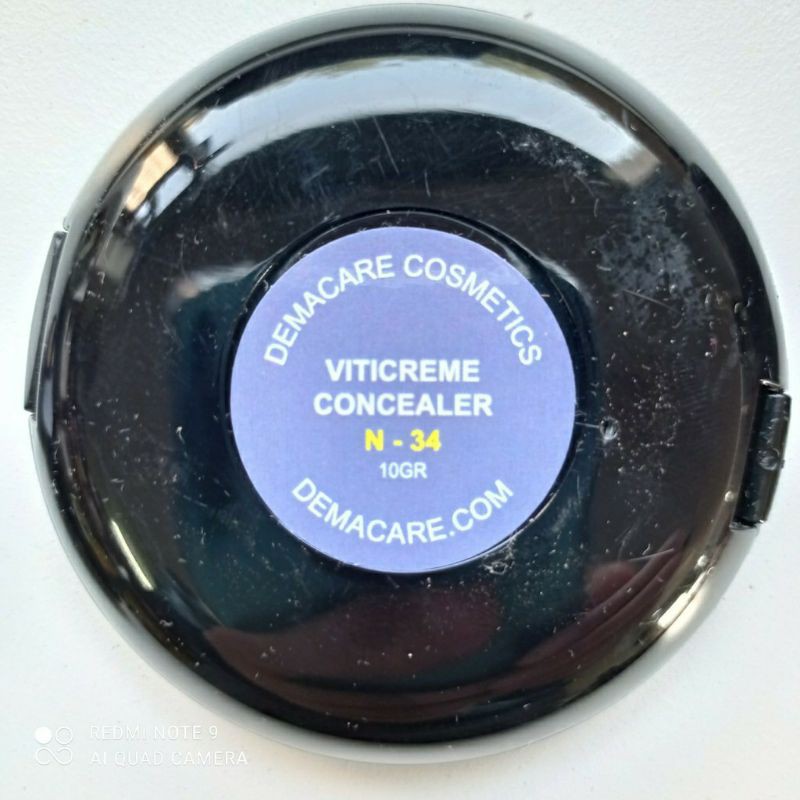 DEMACARE COSMETICS
VITICREME
CONCEALER
N - 34
10GR
DEMACARE.COM
REDMI NOTE 9
AI QUAD CAMERA